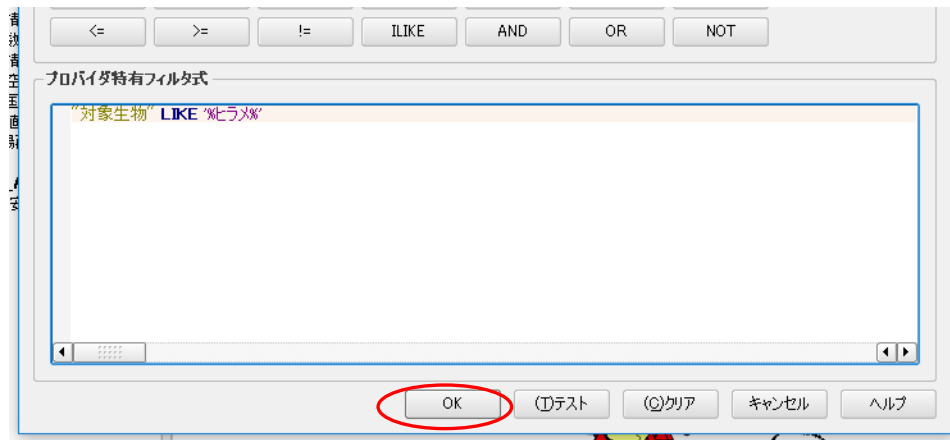 <= >= != ILIKE AND OR NOT
プロバイダ特有フィルタ式
"対象生物" LIKE '%ヒラメ%'
OK (T)テスト (C)クリア キャンセル ヘルプ